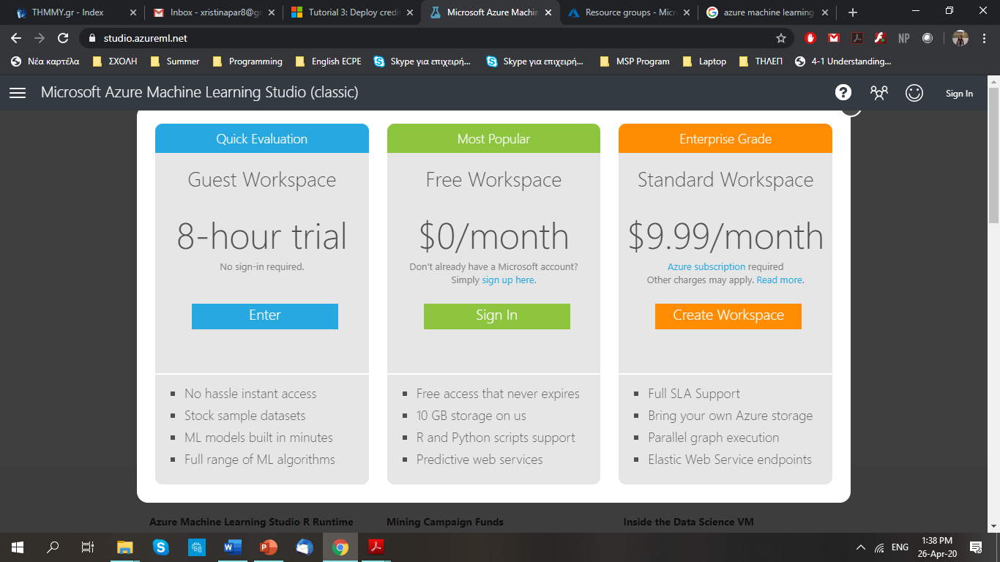 THMMY.gr - Index
Inbox - xristinapar8@gr
Tutorial 3: Deploy credi
Microsoft Azure Machin
Resource groups - Micr
azure machine learning
studio.azureml.net
NP
Νέα καρτέλα
ΣΧΟΛΗ
Summer
Programming
English ECPE
Skype για επιχειρή...
Skype για επιχειρή...
MSP Program
Laptop
ΤΗΛΕΠ
4-1 Understanding...
Microsoft Azure Machine Learning Studio (classic)
?
Sign In
Quick Evaluation
Guest Workspace
8-hour trial
No sign-in required.
Enter
No hassle instant access
Stock sample datasets
ML models built in minutes
Full range of ML algorithms
Most Popular
Free Workspace
$0/month
Don't already have a Microsoft account?
Simply sign up here.
Sign In
Free access that never expires
10 GB storage on us
R and Python scripts support
Predictive web services
Enterprise Grade
Standard Workspace
$9.99/month
Azure subscription required
Other charges may apply. Read more.
Create Workspace
Full SLA Support
Bring your own Azure storage
Parallel graph execution
Elastic Web Service endpoints
Azure Machine Learning Studio R Runtime
Mining Campaign Funds
Inside the Data Science VM
ENG
1:38 PM
26-Apr-20